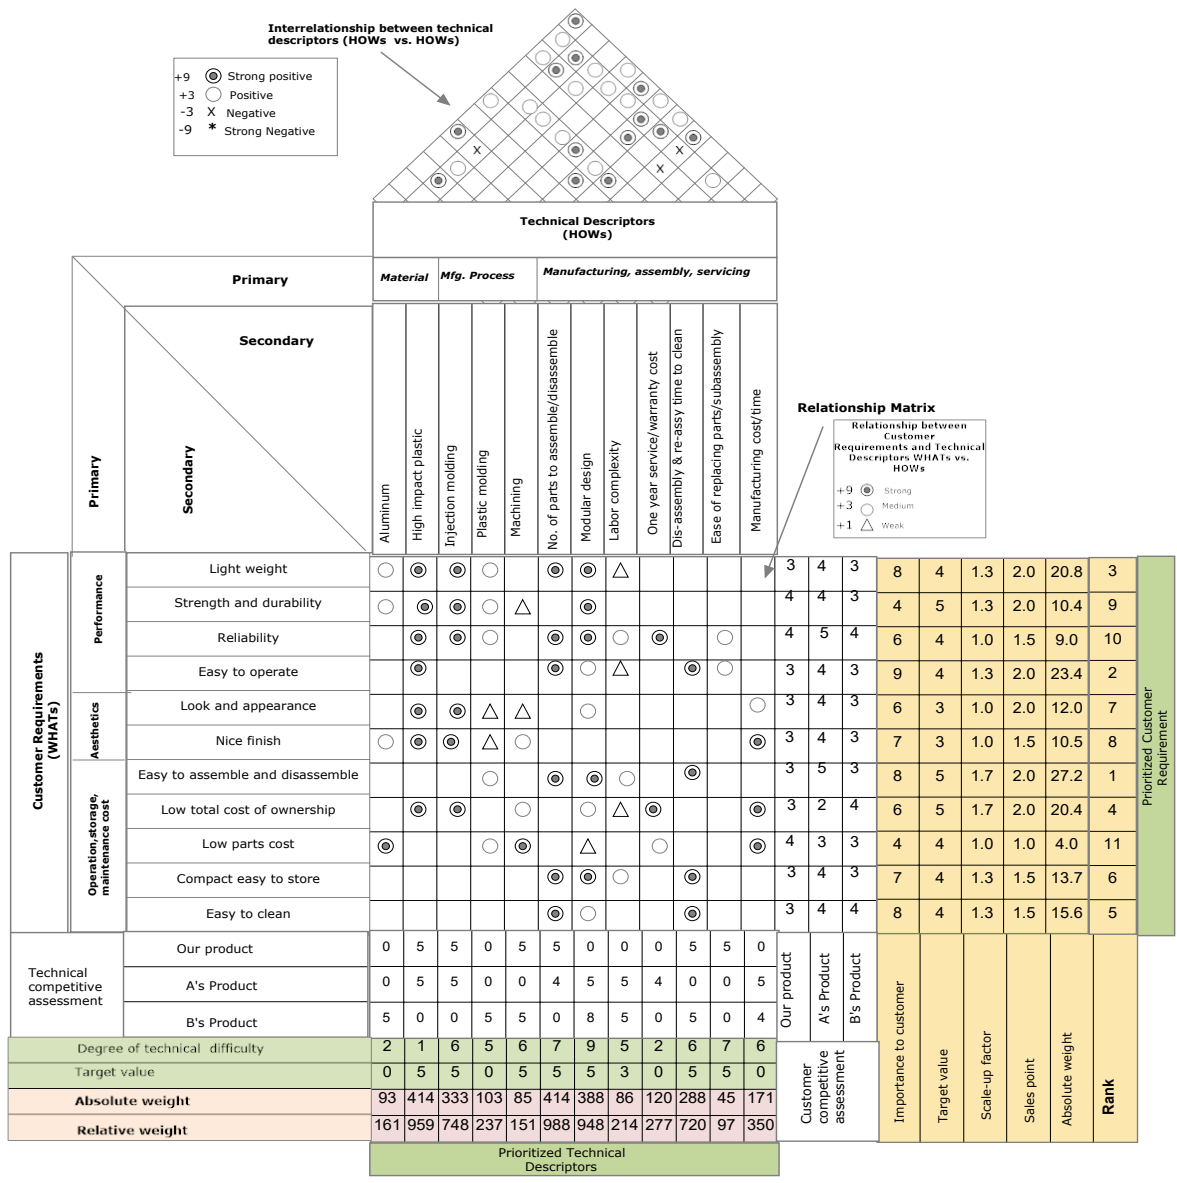 Interrelationship between technical
descriptors (HOWs vs. HOWs)
+9 Strong positive
+3 Positive
-3 X Negative
-9 * Strong Negative
X
X
X
Technical Descriptors
(HOWs)
Primary
Material
Mfg. Process
Manufacturing, assembly, servicing
Secondary
Primary
Secondary
Aluminum
High impact plastic
Injection molding
Plastic molding
Machining
No. of parts to assemble/disassemble
Modular design
Labor complexity
One year service/warranty cost
Dis-assembly & re-assy time to clean
Ease of replacing parts/subassembly
Manufacturing cost/time
Relationship Matrix
Relationship between
Customer
Requirements and Technical
Descriptors WHATs vs.
HOWs
+9 Strong
+3 Medium
+1 Weak
Customer Requirements
(WHATs)
Performance
Aesthetics
Operation,storage,
maintenance cost
Light weight 3 4 3 8 4 1.3 2.0 20.8 3
Strength and durability 4 4 3 4 5 1.3 2.0 10.4 9
Reliability 4 5 4 6 4 1.0 1.5 9.0 10
Easy to operate 3 4 3 9 4 1.3 2.0 23.4 2
Look and appearance 3 4 3 6 3 1.0 2.0 12.0 7
Nice finish 3 4 3 7 3 1.0 1.5 10.5 8
Easy to assemble and disassemble 3 5 3 8 5 1.7 2.0 27.2 1
Low total cost of ownership 3 2 4 6 5 1.7 2.0 20.4 4
Low parts cost 4 3 3 4 4 1.0 1.0 4.0 11
Compact easy to store 3 4 3 7 4 1.3 1.5 13.7 6
Easy to clean 3 4 4 8 4 1.3 1.5 15.6 5
Prioritized Customer
Requirement
Technical
competitive
assessment
Our product 0 5 5 0 5 5 0 0 0 5 5 0
A's Product 0 5 5 0 0 4 5 5 4 0 0 5
B's Product 5 0 0 5 5 0 8 5 0 5 0 4
Degree of technical difficulty 2 1 6 5 6 7 9 5 2 6 7 6
Target value 0 5 5 0 5 5 5 3 0 5 5 0
Absolute weight 93 414 333 103 85 414 388 86 120 288 45 171
Relative weight 161 959 748 237 151 988 948 214 277 720 97 350
Our product
A's Product
B's Product
Customer
competitive
assessment
Importance to customer
Target value
Scale-up factor
Sales point
Absolute weight
Rank
Prioritized Technical
Descriptors